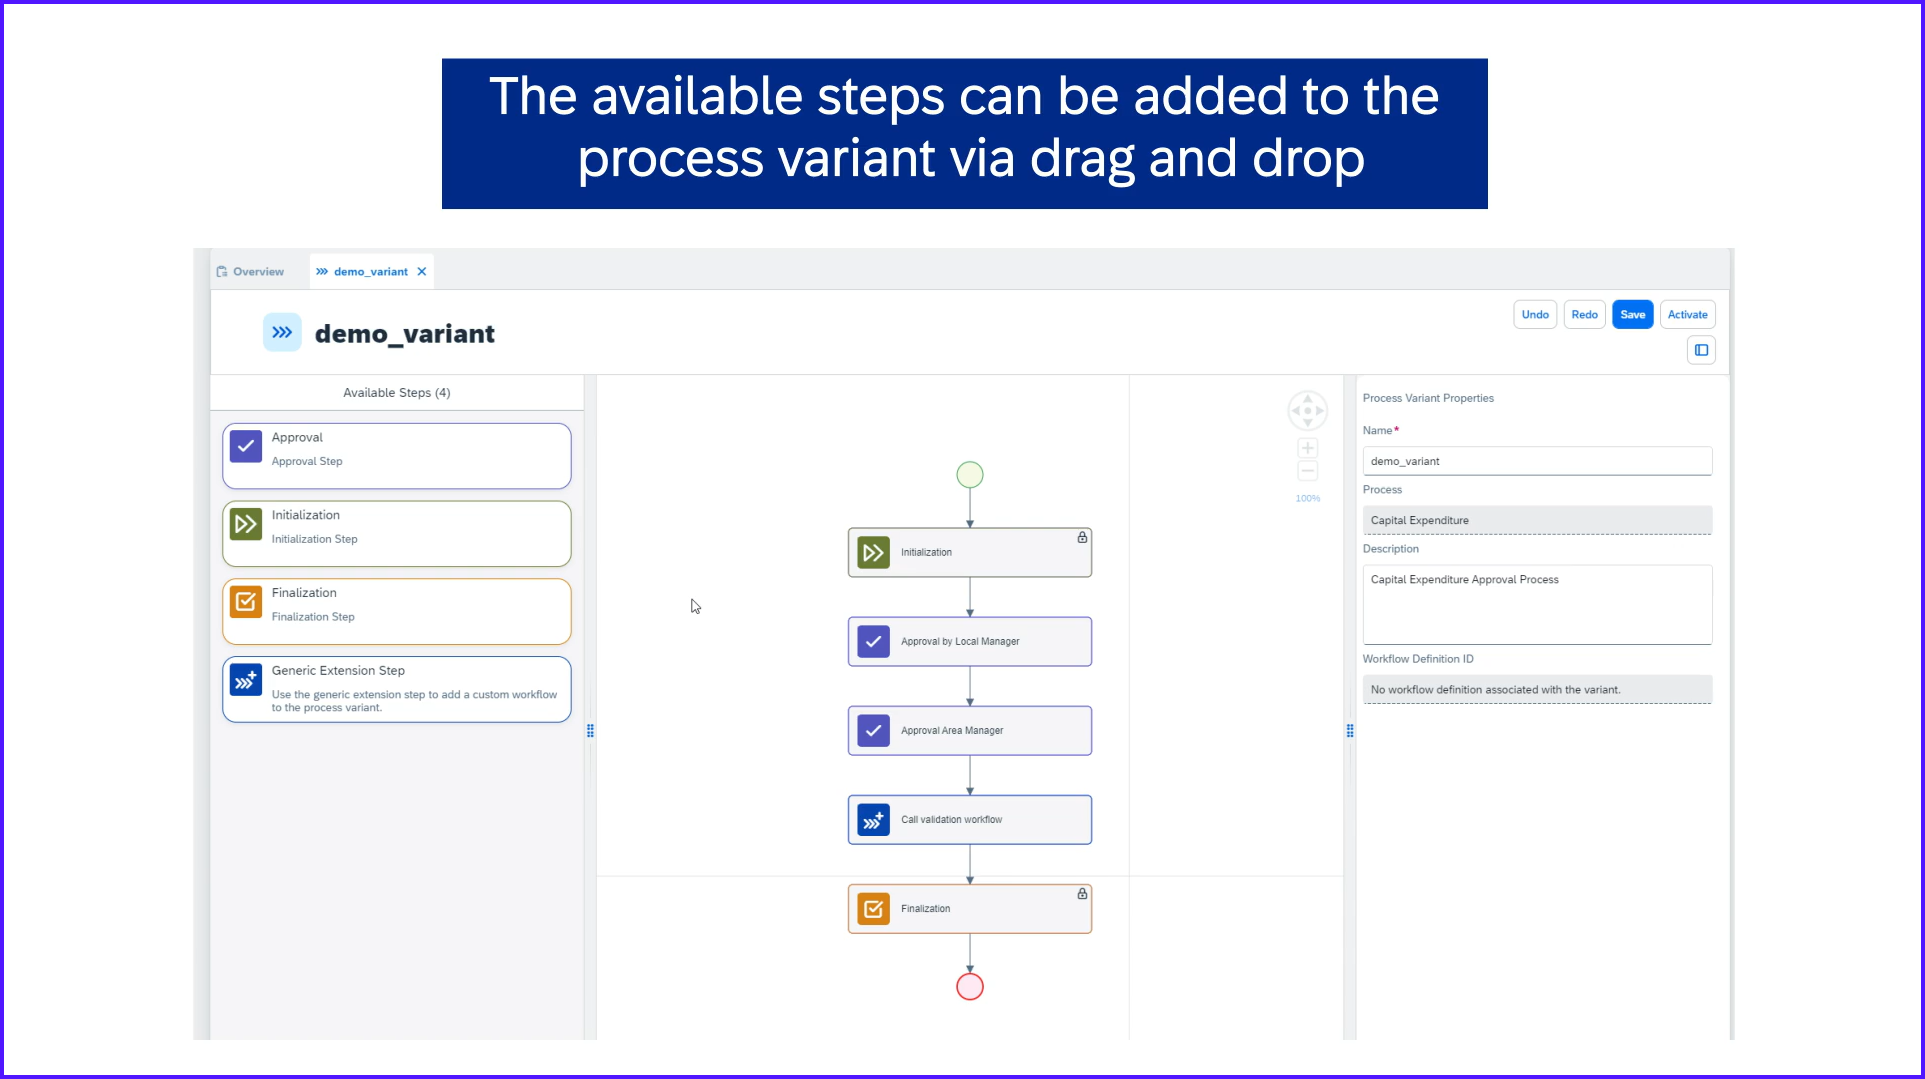 The available steps can be added to the
process variant via drag and drop
Overview
demo_variant
demo_variant
Undo
Redo
Save
Activate
Available Steps (4)
Approval
Approval Step
Initialization
Initialization Step
Finalization
Finalization Step
Generic Extension Step
Use the generic extension step to add a custom workflow
to the process variant.
100%
Initialization
Approval by Local Manager
Approval Area Manager
Call validation workflow
Finalization
Process Variant Properties
Name*
demo_variant
Process
Capital Expenditure
Description
Capital Expenditure Approval Process
Workflow Definition ID
No workflow definition associated with the variant.